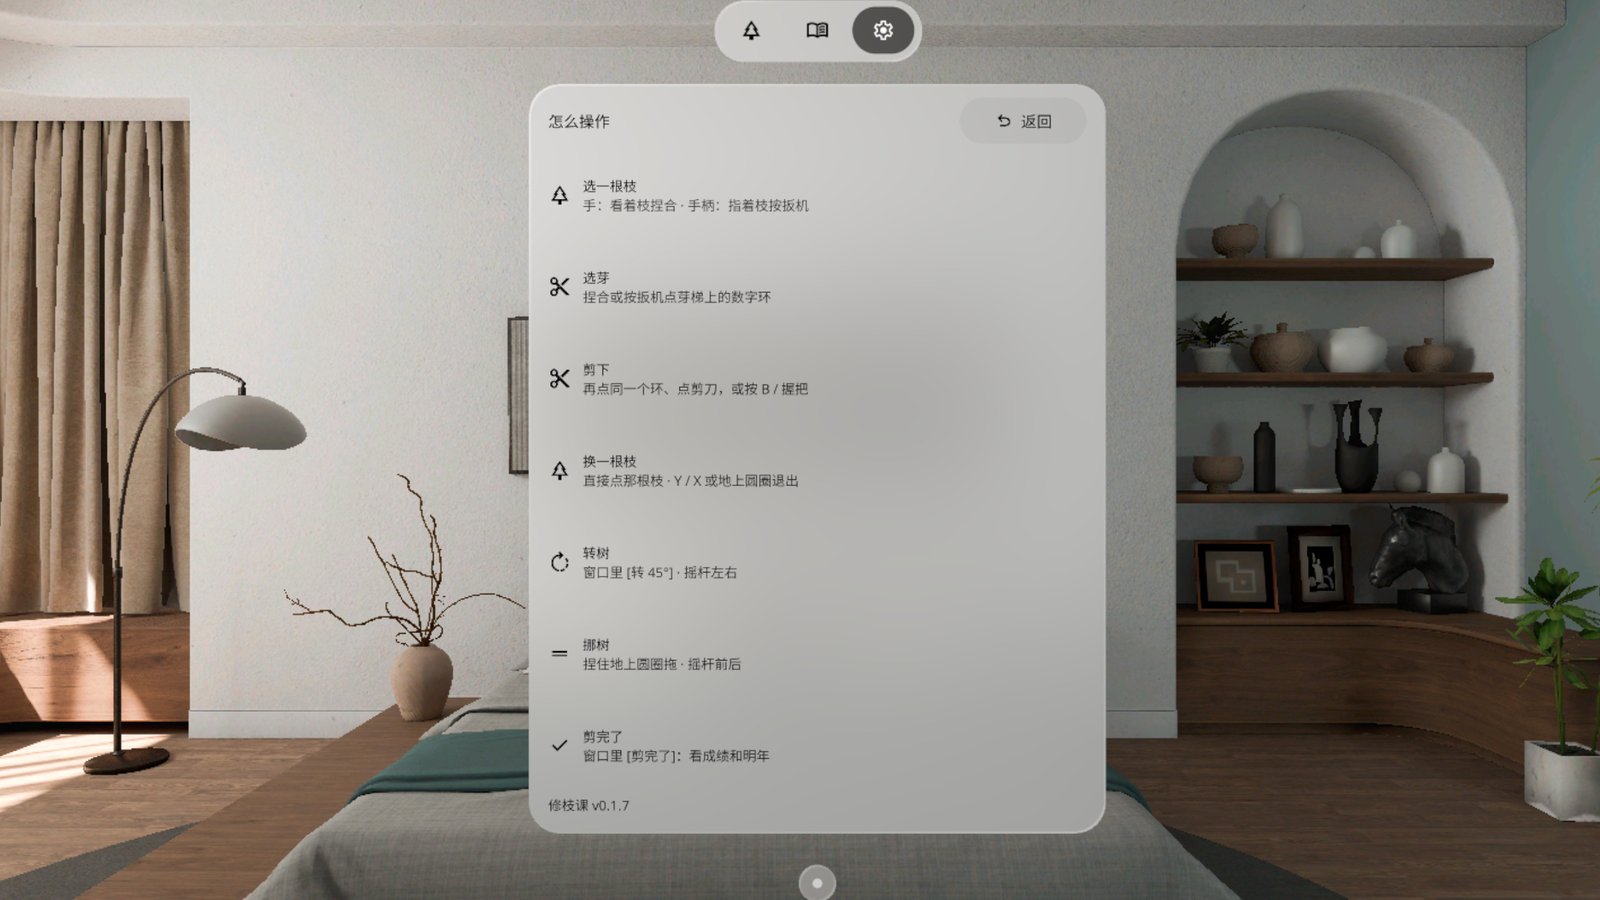 怎么操作
返回
选一根枝
手：看着枝捏合 · 手柄：指着枝按扳机
选芽
捏合或按扳机点芽梯上的数字环
剪下
再点同一个环、点剪刀，或按 B / 握把
换一根枝
直接点那根枝 · Y / X 或地上圆圈退出
转树
窗口里 [转 45°] · 摇杆左右
挪树
捏住地上圆圈拖 · 摇杆前后
剪完了
窗口里 [剪完了]：看成绩和明年
修枝课 v0.1.7